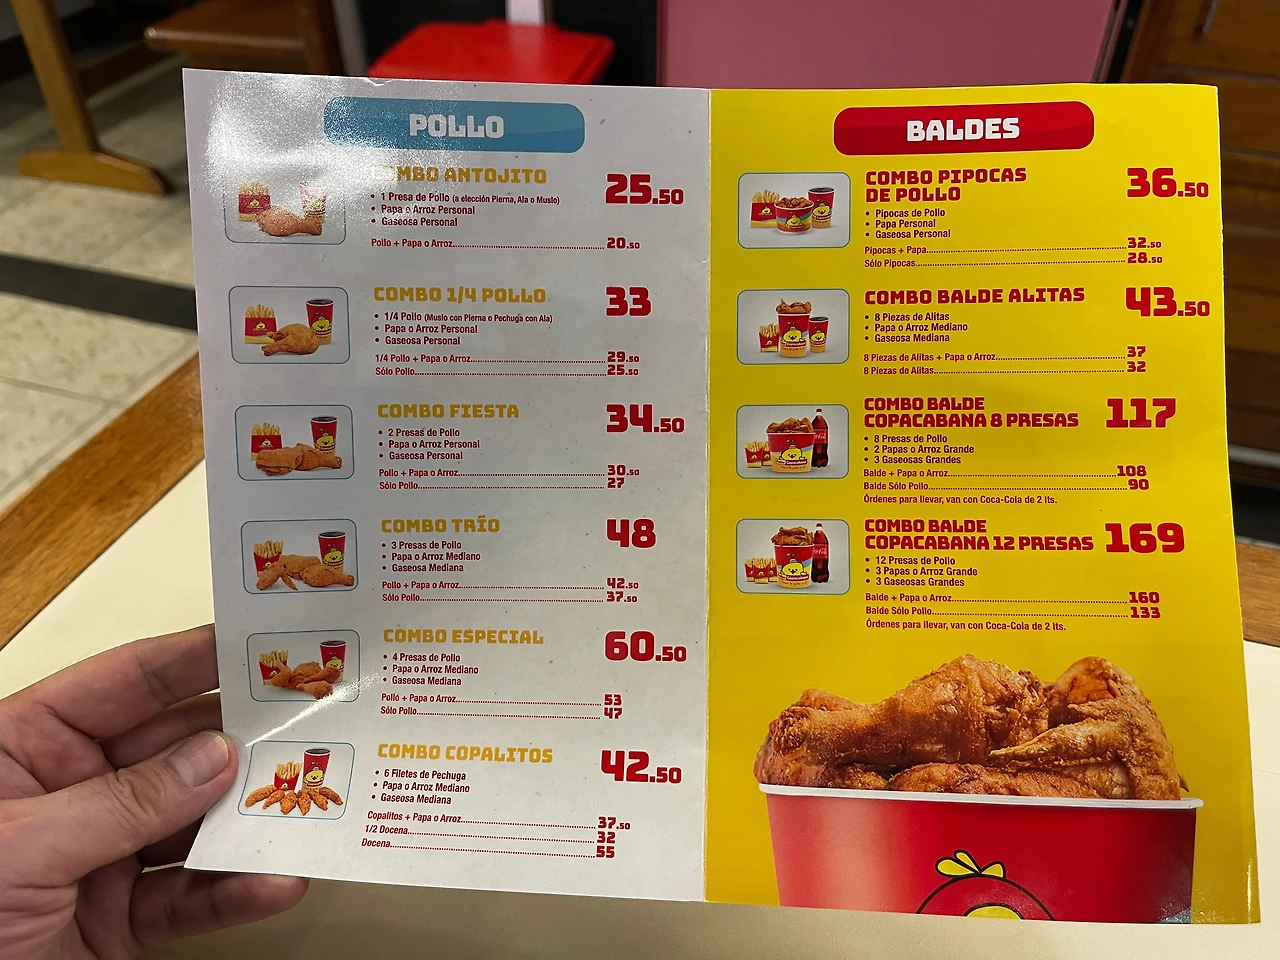 POLLO
COMBO ANTOJITO
25.50
• 1 Presa de Pollo (a elección Pierna, Ala o Muslo)
• Papa o Arroz Personal
• Gaseosa Personal
Pollo + Papa o Arroz 20.50
COMBO 1/4 POLLO
33
• 1/4 Pollo (Muslo con Pierna o Pechuga con Ala)
• Papa o Arroz Personal
• Gaseosa Personal
1/4 Pollo + Papa o Arroz 29.50
Sólo Pollo 25.50
COMBO FIESTA
34.50
• 2 Presas de Pollo
• Papa o Arroz Personal
• Gaseosa Personal
Pollo + Papa o Arroz 30.50
Sólo Pollo 27
COMBO TRÍO
48
• 3 Presas de Pollo
• Papa o Arroz Mediano
• Gaseosa Mediana
Pollo + Papa o Arroz 42.50
Sólo Pollo 37.50
COMBO ESPECIAL
60.50
• 4 Presas de Pollo
• Papa o Arroz Mediano
• Gaseosa Mediana
Pollo + Papa o Arroz 53
Sólo Pollo 47
COMBO COPALITOS
42.50
• 6 Filetes de Pechuga
• Papa o Arroz Mediano
• Gaseosa Mediana
Copalitos + Papa o Arroz 37.50
1/2 Docena 32
Docena 55
BALDES
COMBO PIPOCAS
DE POLLO
36.50
• Pipocas de Pollo
• Papa Personal
• Gaseosa Personal
Pipocas + Papa 32.50
Sólo Pipocas 28.50
COMBO BALDE ALITAS
43.50
• 8 Piezas de Alitas
• Papa o Arroz Mediano
• Gaseosa Mediana
8 Piezas de Alitas + Papa o Arroz 37
8 Piezas de Alitas 32
COMBO BALDE
COPACABANA 8 PRESAS
117
• 8 Presas de Pollo
• 2 Papas o Arroz Grande
• 3 Gaseosas Grandes
Balde + Papa o Arroz 108
Balde Sólo Pollo 90
Órdenes para llevar, van con Coca-Cola de 2 lts.
COMBO BALDE
COPACABANA 12 PRESAS
169
• 12 Presas de Pollo
• 3 Papas o Arroz Grande
• 3 Gaseosas Grandes
Balde + Papa o Arroz 160
Balde Sólo Pollo 133
Órdenes para llevar, van con Coca-Cola de 2 lts.